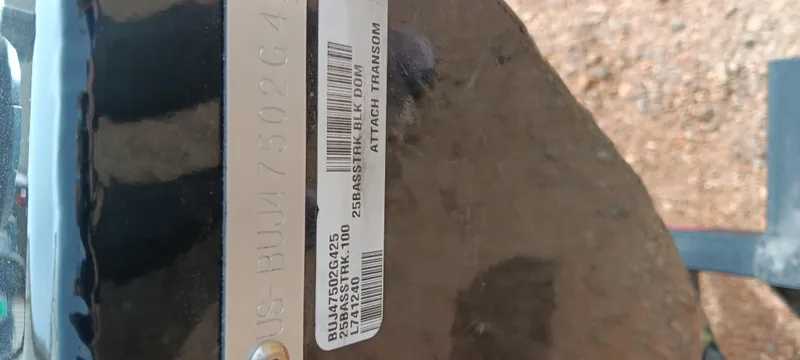 US-BUJ47502G4
BUJ47502G425
25BASSTRK.100
L741240
25BASSTRK BLK DOM
ATTACH TRANSOM